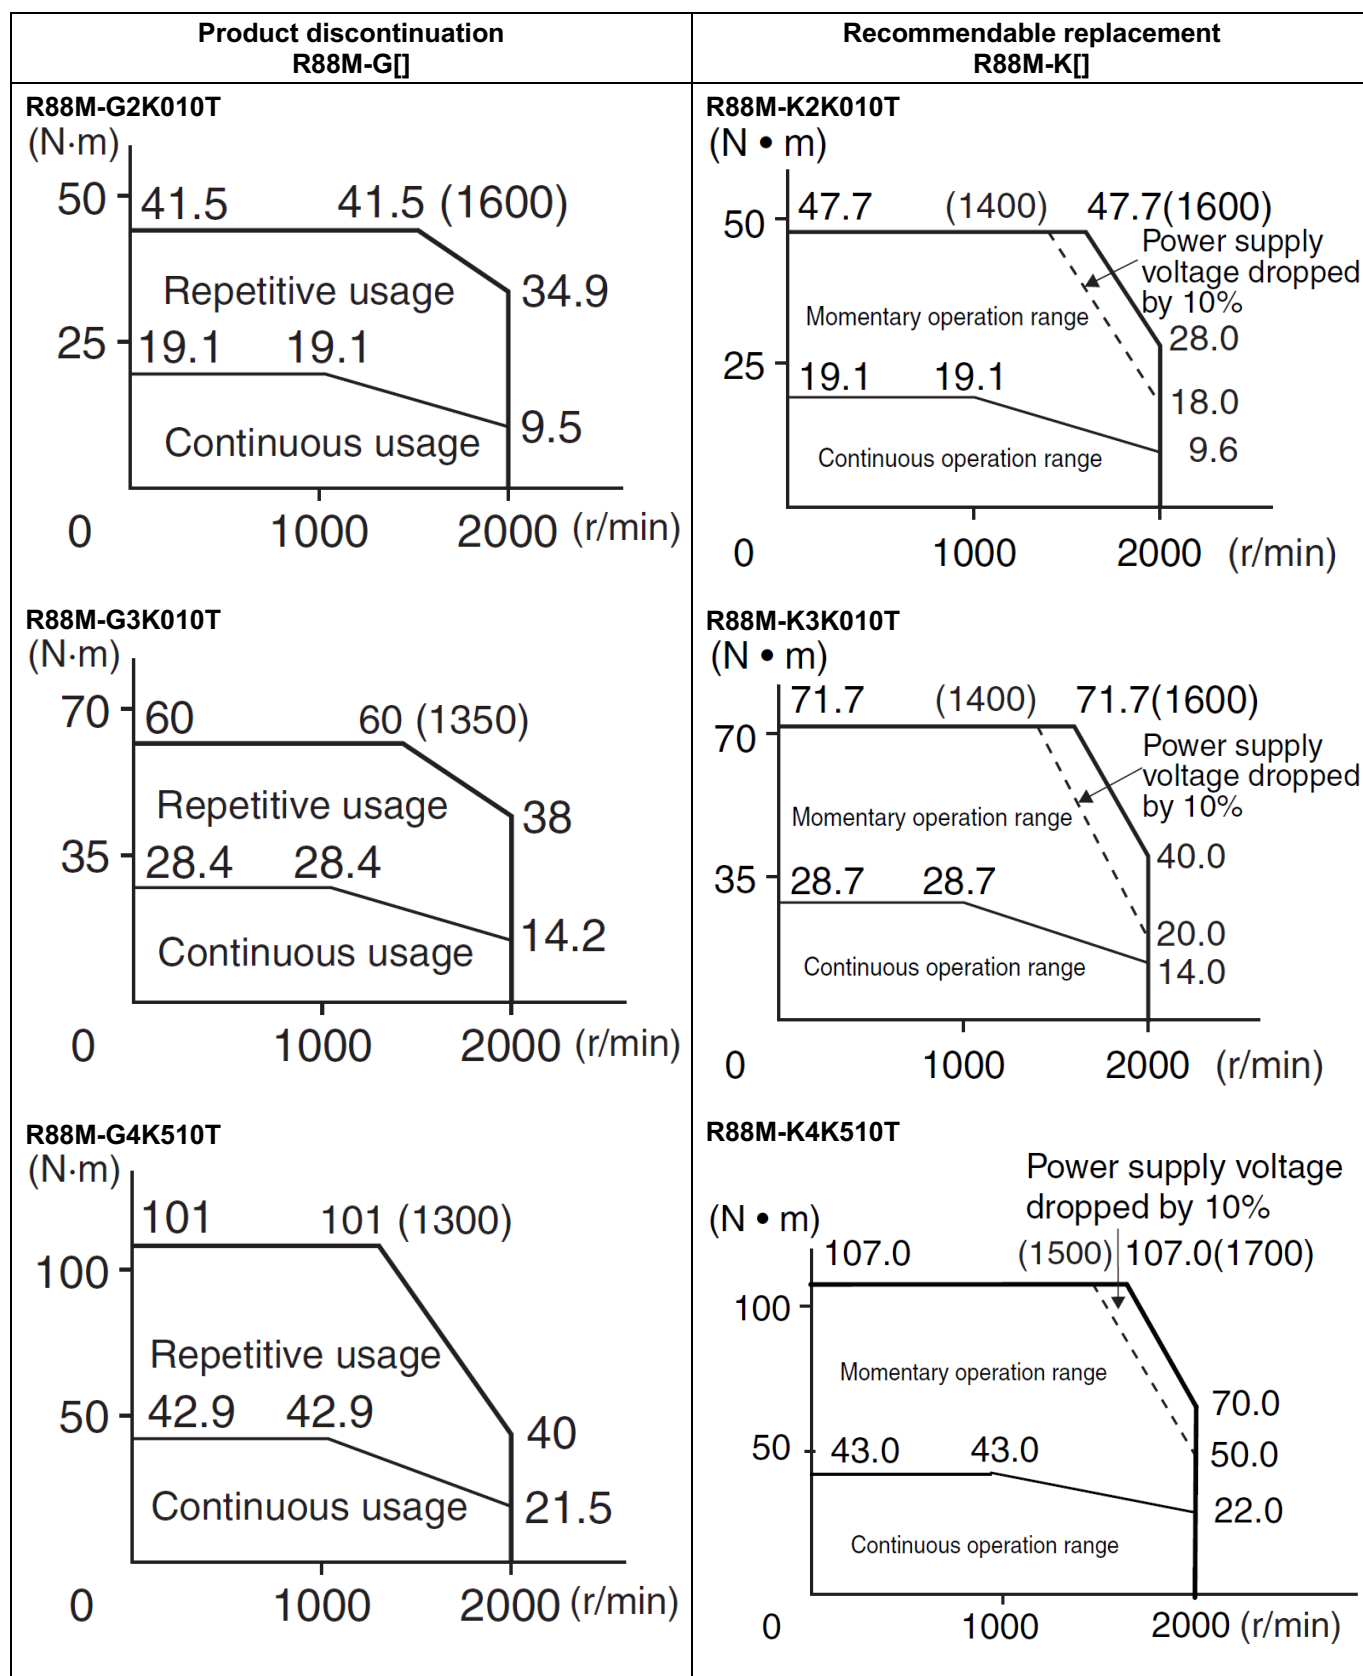 Product discontinuation
R88M-G[]
Recommendable replacement
R88M-K[]
R88M-G2K010T
(N·m)
50
41.5
41.5 (1600)
Repetitive usage
34.9
25
19.1
19.1
Continuous usage
9.5
0
1000
2000
(r/min)
R88M-K2K010T
(N • m)
50
47.7
(1400)
47.7(1600)
Power supply
voltage dropped
by 10%
Momentary operation range
28.0
25
19.1
19.1
18.0
Continuous operation range
9.6
0
1000
2000
(r/min)
R88M-G3K010T
(N·m)
70
60
60 (1350)
Repetitive usage
38
35
28.4
28.4
Continuous usage
14.2
0
1000
2000
(r/min)
R88M-K3K010T
(N • m)
70
71.7
(1400)
71.7(1600)
Power supply
voltage dropped
by 10%
Momentary operation range
40.0
35
28.7
28.7
20.0
Continuous operation range
14.0
0
1000
2000
(r/min)
R88M-G4K510T
(N·m)
101
101 (1300)
100
Repetitive usage
50
42.9
42.9
40
Continuous usage
21.5
0
1000
2000
(r/min)
R88M-K4K510T
Power supply voltage
dropped by 10%
(N • m)
107.0
(1500)
107.0(1700)
100
Momentary operation range
70.0
50
43.0
43.0
50.0
22.0
Continuous operation range
0
1000
2000
(r/min)